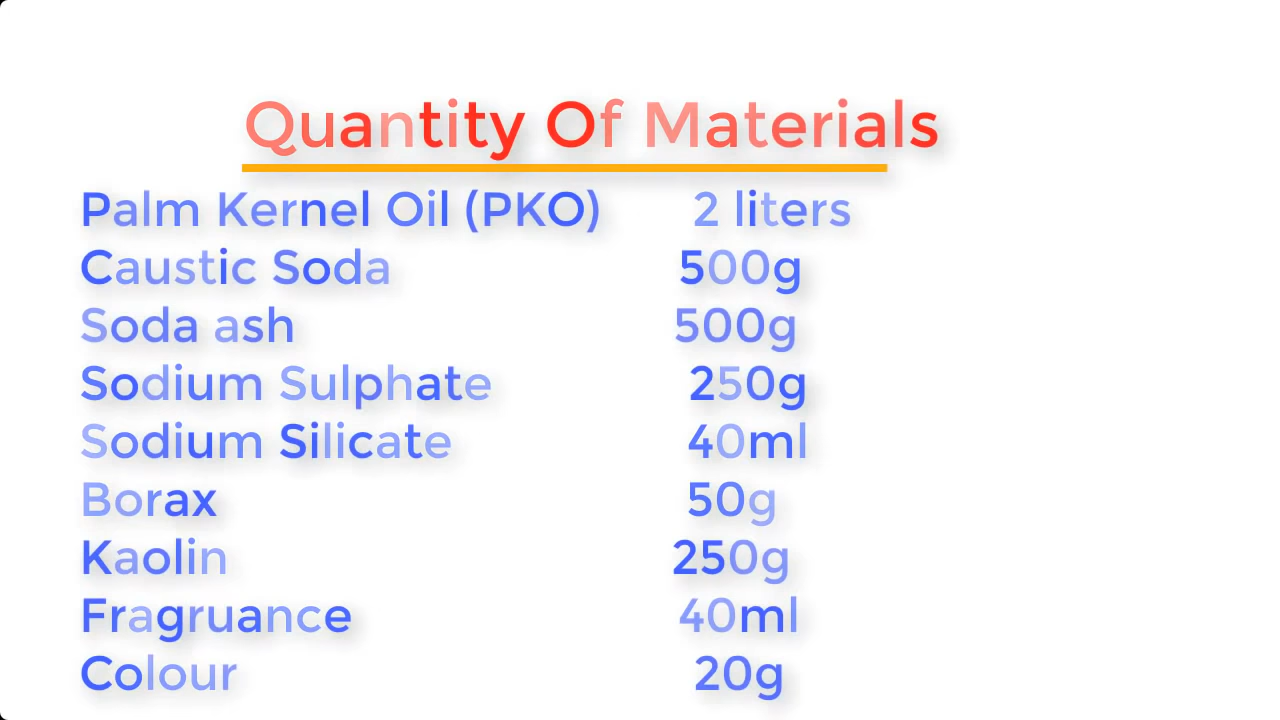 Quantity Of Materials
Palm Kernel Oil (PKO) 2 liters
Caustic Soda 500g
Soda ash 500g
Sodium Sulphate 250g
Sodium Silicate 40ml
Borax 50g
Kaolin 250g
Fragruance 40ml
Colour 20g